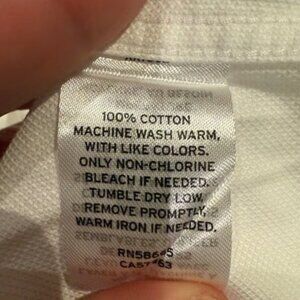 100% COTTON
MACHINE WASH WARM,
WITH LIKE COLORS.
ONLY NON-CHLORINE
BLEACH IF NEEDED.
TUMBLE DRY LOW.
REMOVE PROMPTLY,
WARM IRON IF NEEDED.